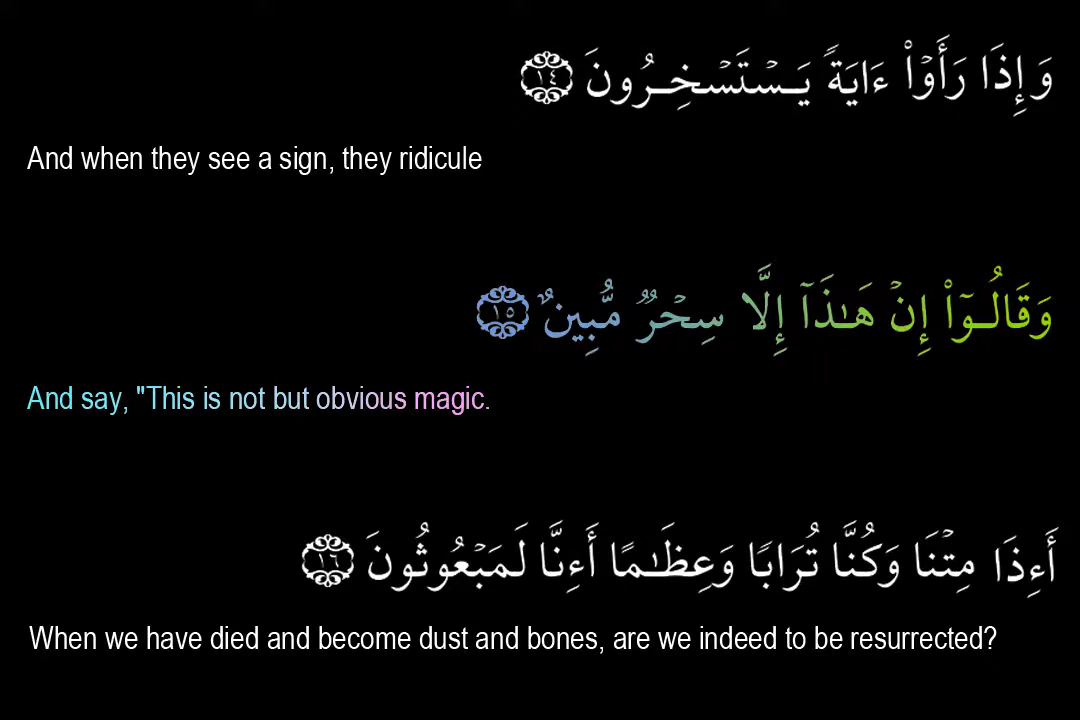 وَإِذَا رَأَوۡاْ ءَايَةٗ يَسۡتَسۡخِرُونَ ١٤
And when they see a sign, they ridicule
وَقَالُوٓاْ إِنۡ هَٰذَآ إِلَّا سِحۡرٞ مُّبِينٌ ١٥
And say, "This is not but obvious magic.
أَءِذَا مِتۡنَا وَكُنَّا تُرَابٗا وَعِظَٰمًا أَءِنَّا لَمَبۡعُوثُونَ ١٦
When we have died and become dust and bones, are we indeed to be resurrected?